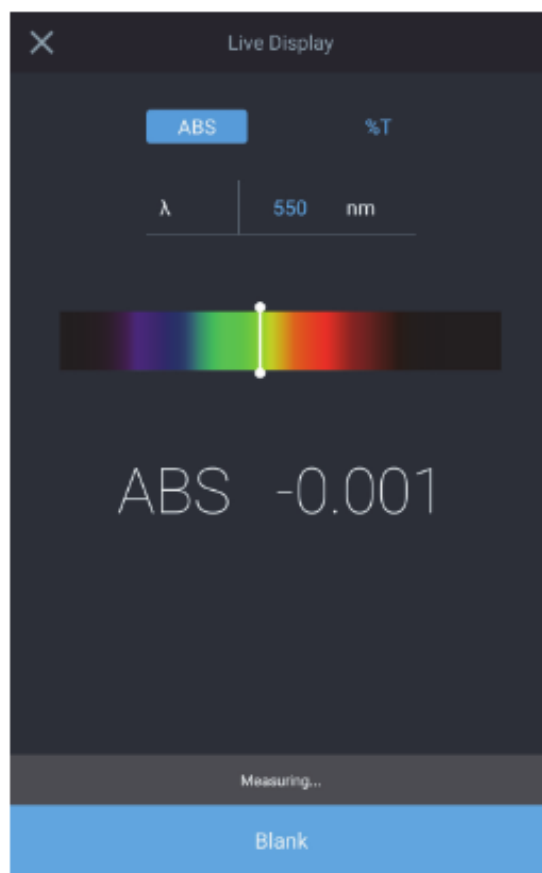 Live Display
ABS %T
λ 550 nm
ABS -0.001
Measuring...
Blank